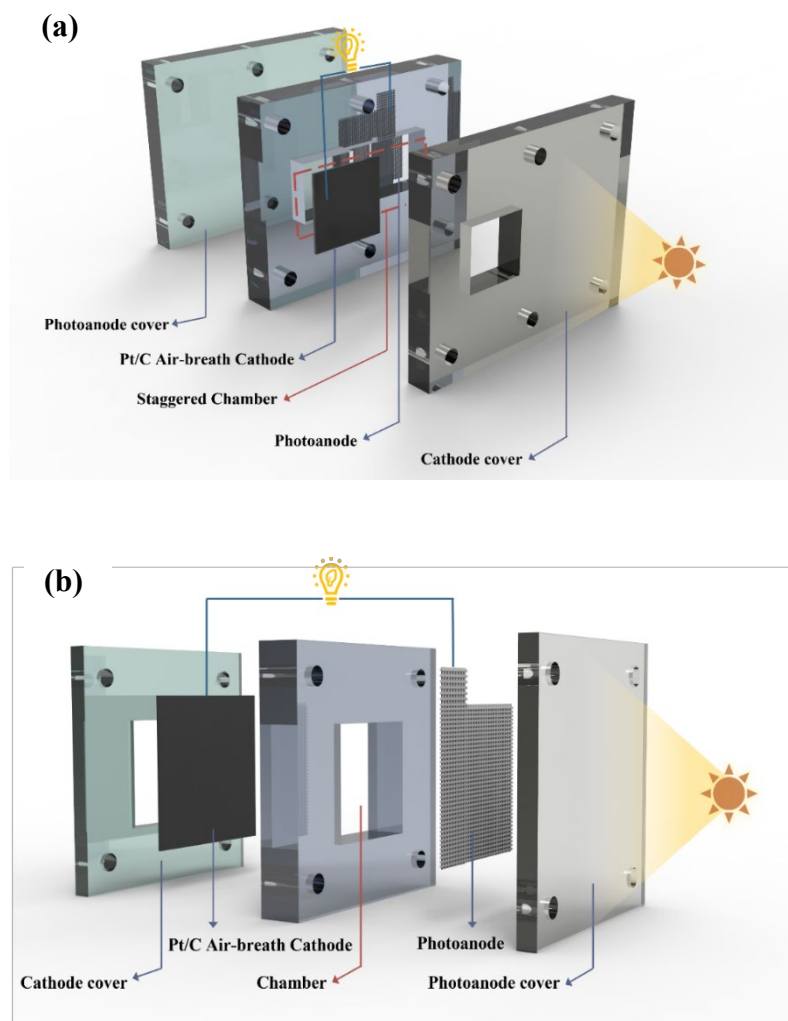 (a)
Photoanode cover
Pt/C Air-breath Cathode
Staggered Chamber
Photoanode
Cathode cover
(b)
Pt/C Air-breath Cathode
Photoanode
Cathode cover
Chamber
Photoanode cover